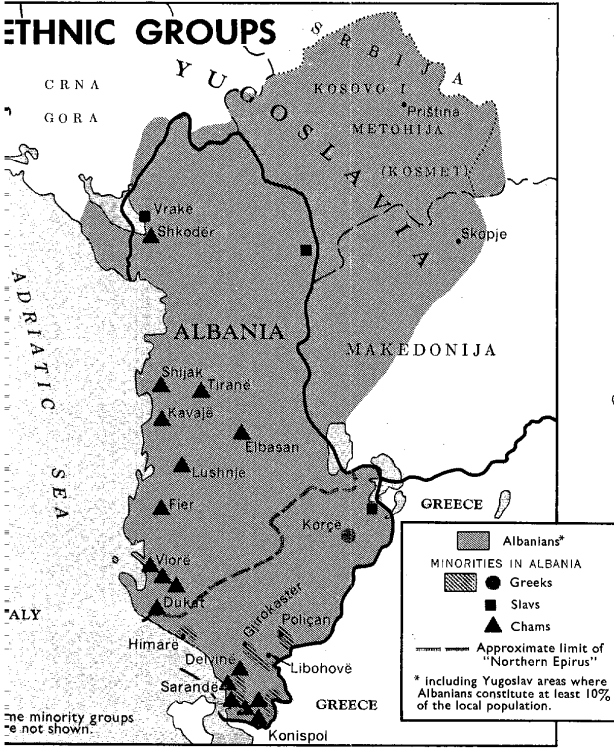 ETHNIC GROUPS
SRBIJA
YUGOSLAVIA
CRNA
GORA
KOSOVO I
Priština
METOHIJA
(KOSMET)
Vrakë
Shkodër
Skopje
ADRIATIC
SEA
ALBANIA
MAKEDONIJA
Shijak
Tiranë
Kavajë
Elbasan
Lushnje
Fier
Korçë
GREECE
Vlorë
Dukat
ALY
Himarë
Gjirokastër
Poliçan
Delvinë
Libohovë
Sarandë
GREECE
Konispol
me minority groups
e not shown.
Albanians*
MINORITIES IN ALBANIA
Greeks
Slavs
Chams
Approximate limit of
"Northern Epirus"
* including Yugoslav areas where
Albanians constitute at least 10%
of the local population.